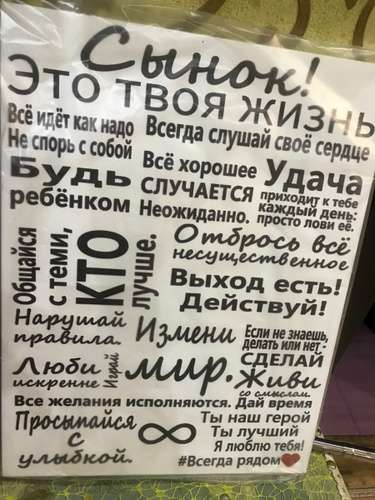 Сынок!
Это твоя жизнь
Всё идёт как надо
Не спорь с собой
Всегда слушай своё сердце
Будь
ребёнком
Всё хорошее
СЛУЧАЕТСЯ
Неожиданно.
Удача
приходит к тебе
каждый день:
просто лови её.
Общайся
с теми,
КТО
лучше.
Отбрось всё
несущественное
Выход есть!
Действуй!
Нарушай
правила.
Измени
мир.
Если не знаешь,
делать или нет -
СДЕЛАЙ
Люби
искренне
Играй
Живи
со смыслом.
Все желания исполняются. Дай время
Просыпайся
с
улыбкой.
∞
Ты наш герой
Ты лучший
Я люблю тебя!
#Всегда рядом❤